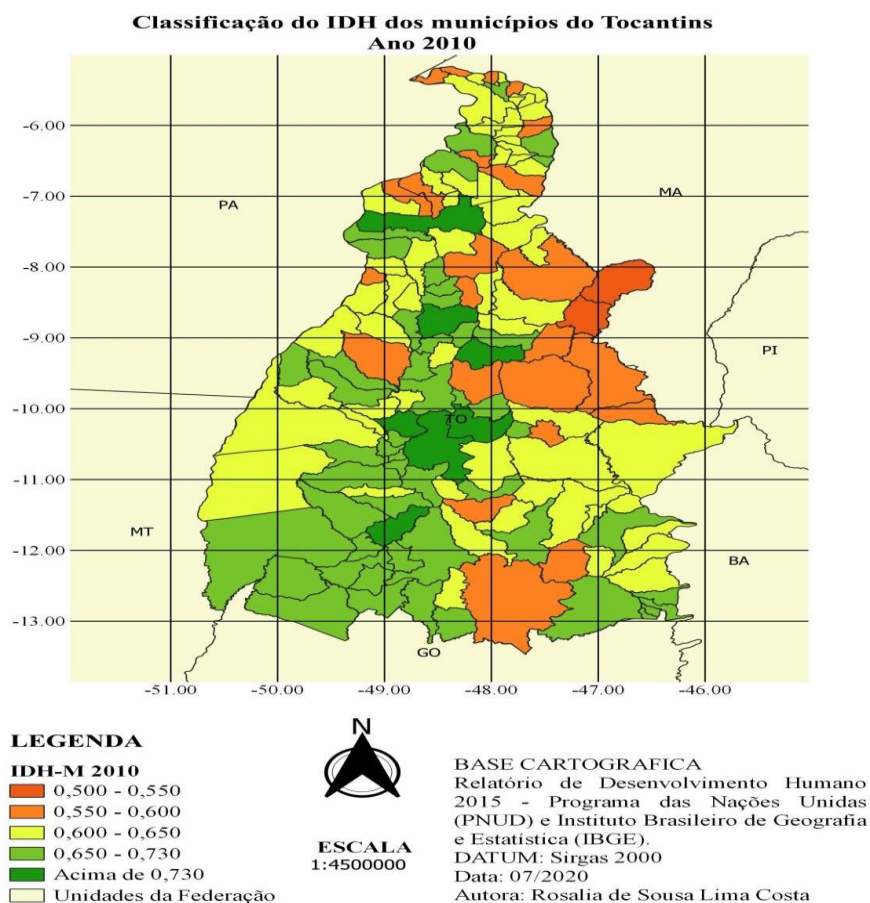 Classificação do IDH dos municípios do Tocantins
Ano 2010
-6.00
-7.00
PA
MA
-8.00
-9.00
PI
-10.00
TO
-11.00
MT
-12.00
BA
-13.00
GO
-51.00 -50.00 -49.00 -48.00 -47.00 -46.00
LEGENDA
IDH-M 2010
0,500 - 0,550
0,550 - 0,600
0,600 - 0,650
0,650 - 0,730
Acima de 0,730
Unidades da Federação
N
ESCALA
1:4500000
BASE CARTOGRAFICA
Relatório de Desenvolvimento Humano
2015 - Programa das Nações Unidas
(PNUD) e Instituto Brasileiro de Geografia
e Estatística (IBGE).
DATUM: Sirgas 2000
Data: 07/2020
Autora: Rosalia de Sousa Lima Costa